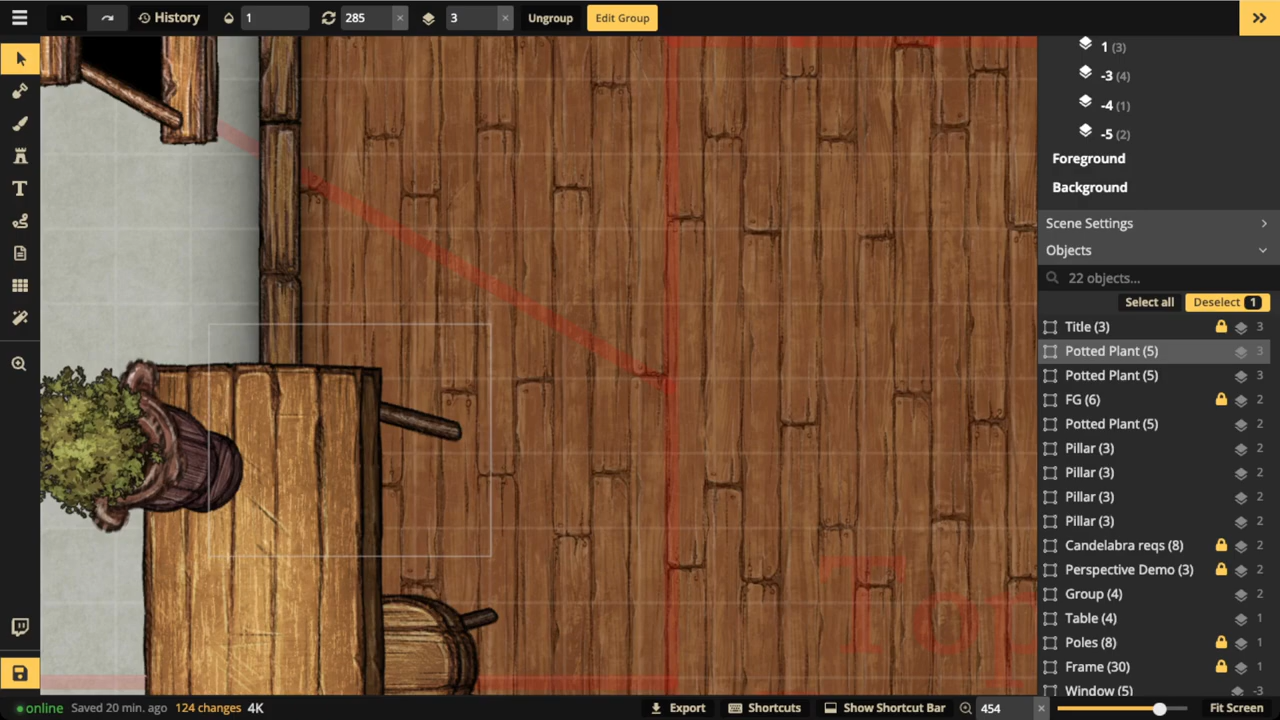 History 1 285 × 3 × Ungroup Edit Group
1 (3)
-3 (4)
-4 (1)
-5 (2)
Foreground
Background
Scene Settings
Objects
22 objects...
Select all Deselect 1
Title (3) 3
Potted Plant (5) 3
Potted Plant (5) 3
FG (6) 2
Potted Plant (5) 2
Pillar (3) 2
Pillar (3) 2
Pillar (3) 2
Pillar (3) 2
Candelabra reqs (8) 2
Perspective Demo (3) 2
Group (4) 2
Table (4) 1
Poles (8) 1
Frame (30) 1
Window (5) -3
T
Top
online Saved 20 min. ago 124 changes 4K Export Shortcuts Show Shortcut Bar 454 × Fit Screen